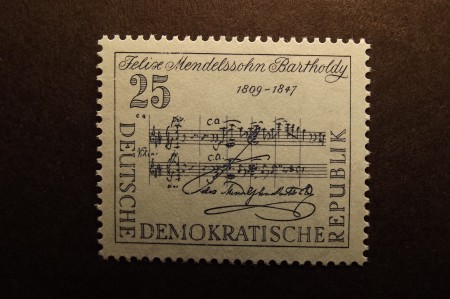 Felix Mendelssohn Bartholdy
1809-1847
25
c.a.
c.a.
DEUTSCHE DEMOKRATISCHE REPUBLIK